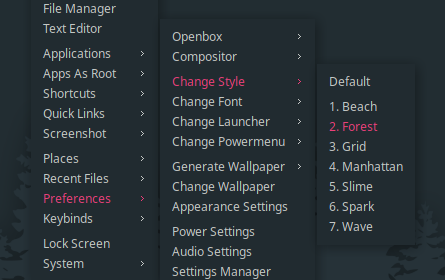 File Manager
Text Editor
Applications
Apps As Root
Shortcuts
Quick Links
Screenshot
Places
Recent Files
Preferences
Keybinds
Lock Screen
System
Openbox
Compositor
Change Style
Change Font
Change Launcher
Change Powermenu
Generate Wallpaper
Change Wallpaper
Appearance Settings
Power Settings
Audio Settings
Settings Manager
Default
1. Beach
2. Forest
3. Grid
4. Manhattan
5. Slime
6. Spark
7. Wave